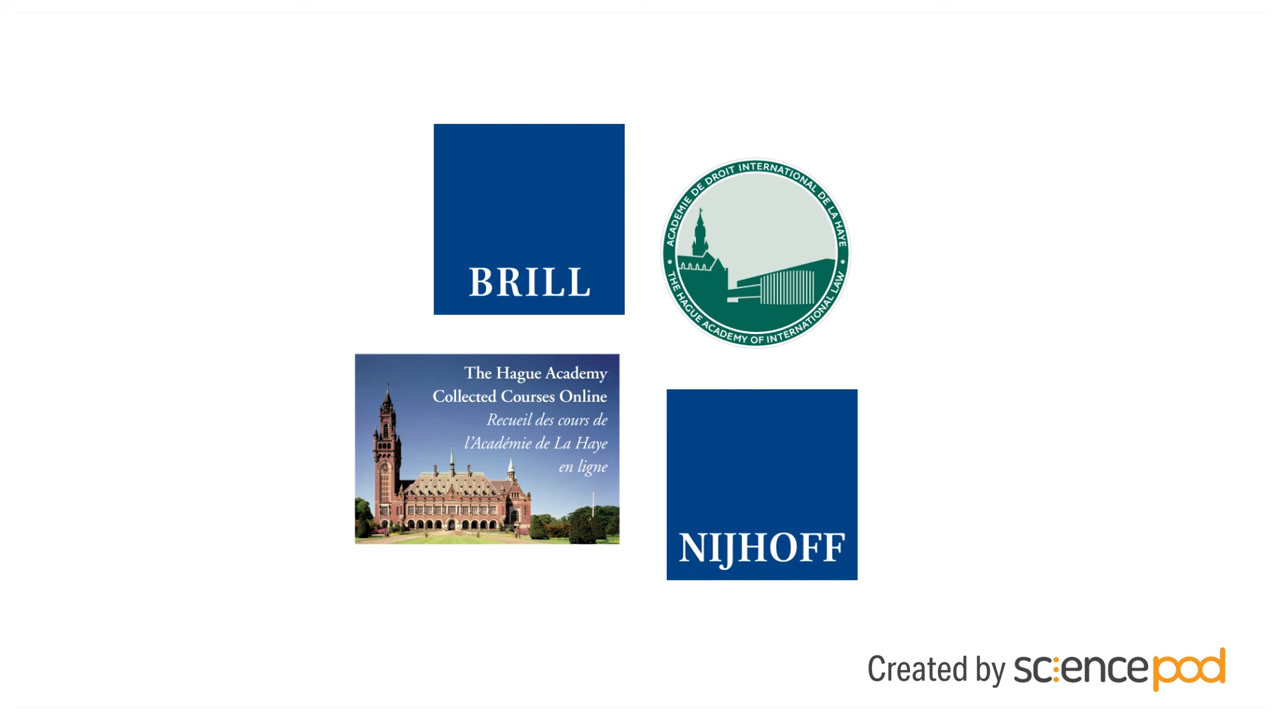 BRILL
ACADÉMIE DE DROIT INTERNATIONAL DE LA HAYE
THE HAGUE ACADEMY OF INTERNATIONAL LAW
The Hague Academy
Collected Courses Online
Recueil des cours de
l'Académie de La Haye
en ligne
NIJHOFF
Created by sciencepod